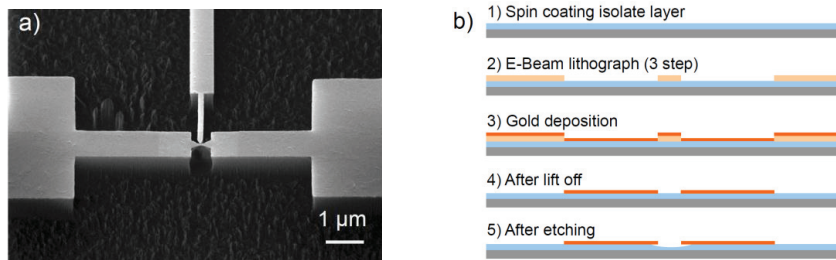 a)
1 μm
b)
1) Spin coating isolate layer
2) E-Beam lithograph (3 step)
3) Gold deposition
4) After lift off
5) After etching